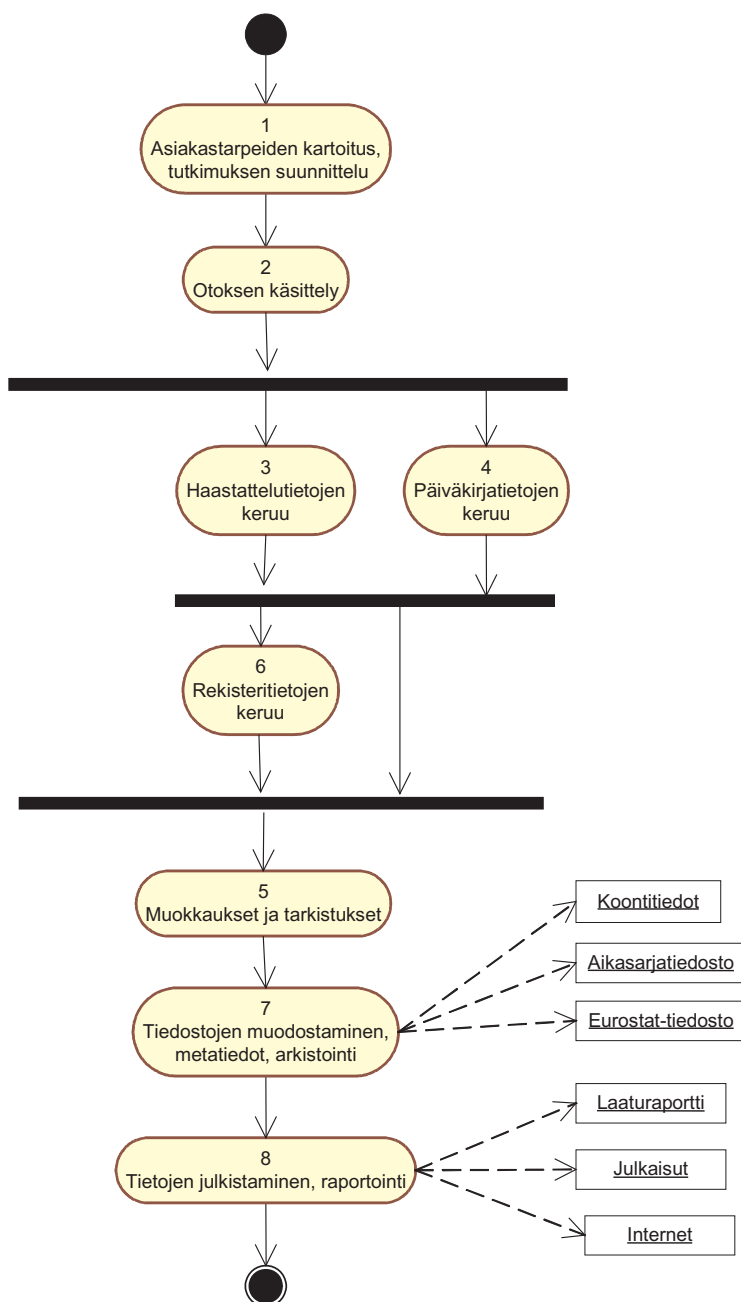 1
Asiakastarpeiden kartoitus,
tutkimuksen suunnittelu
2
Otoksen käsittely
3
Haastattelutietojen
keruu
4
Päiväkirjatietojen
keruu
6
Rekisteritietojen
keruu
5
Muokkaukset ja tarkistukset
Koontitiedot
Aikasarjatiedosto
Eurostat-tiedosto
7
Tiedostojen muodostaminen,
metatiedot, arkistointi
Laaturaportti
Julkaisut
Internet
8
Tietojen julkistaminen, raportointi